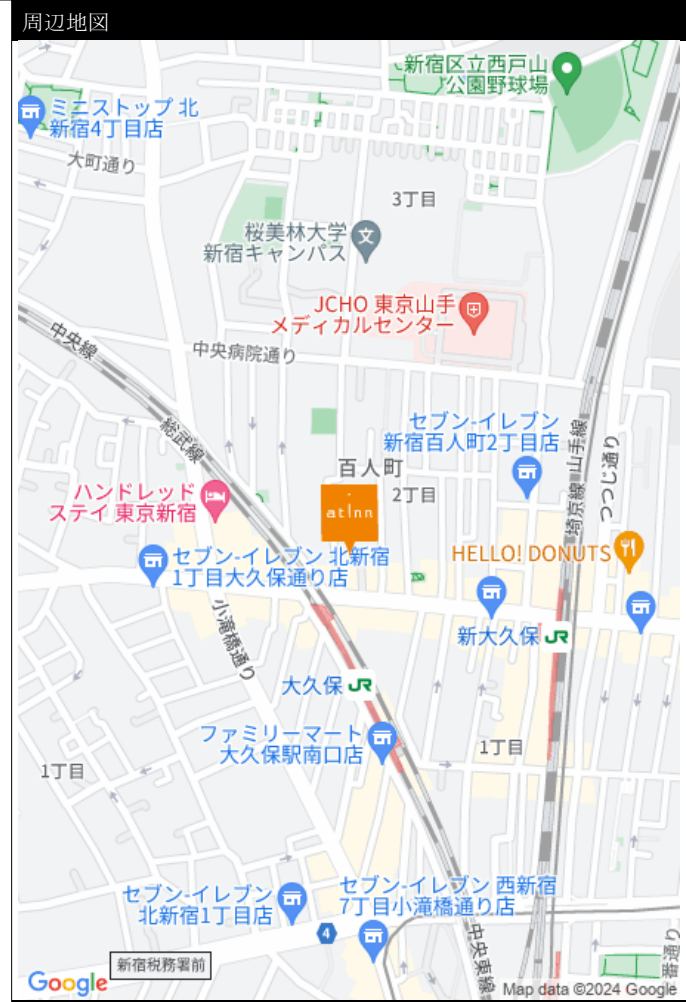 周辺地図
新宿区立西戸山
公園野球場
ミニストップ 北
新宿4丁目店
大町通り
3丁目
桜美林大学
新宿キャンパス
JCHO 東京山手
メディカルセンター
中央線
中央病院通り
総武線
セブン-イレブン
新宿百人町2丁目店
山手線
埼京線
つつじ通り
百人町
2丁目
ハンドレッド
ステイ 東京新宿
at Inn
HELLO! DONUTS
セブン-イレブン 北新宿
1丁目大久保通り店
小滝橋通り
新大久保 JR
大久保 JR
ファミリーマート
大久保駅南口店
1丁目
1丁目
セブン-イレブン
北新宿1丁目店
セブン-イレブン 西新宿
7丁目小滝橋通り店
4
中央東線
番通り
新宿税務署前
Google
Map data ©2024 Google